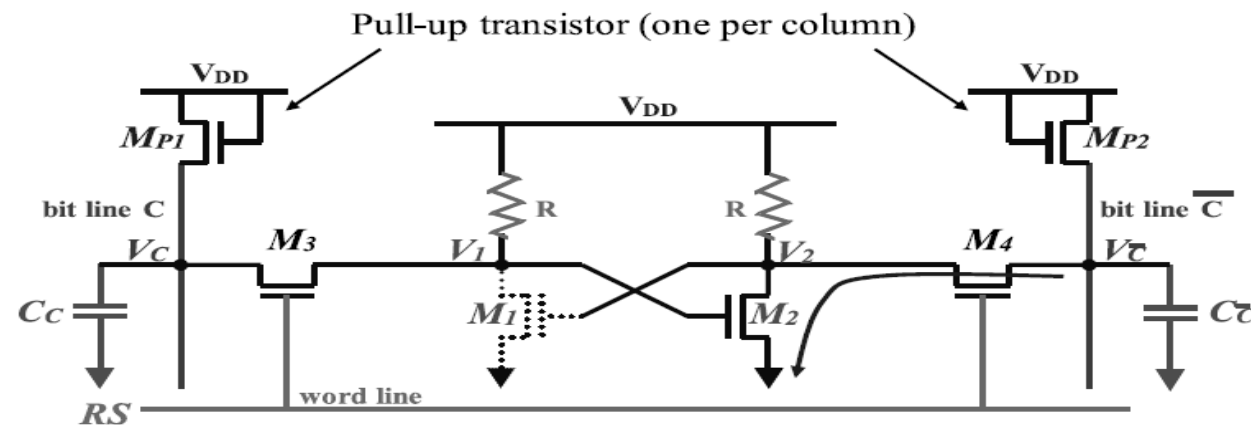 Pull-up transistor (one per column)
VDD
VDD
VDD
MP1
MP2
R
R
bit line C
bit line C̅
VC
M3
V1
V2
M4
VC̅
CC
M1
M2
CC̅
RS
word line